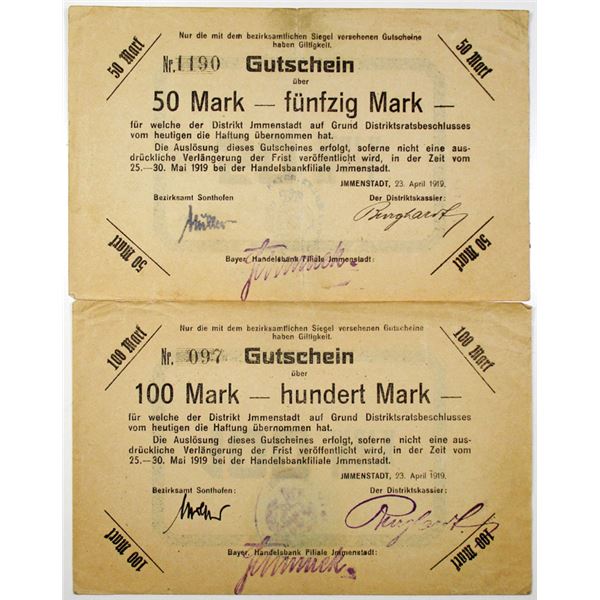 Nur die mit dem bezirksamtlichen Siegel versehenen Gutscheine
haben Giltigkeit.
50 Mark
50 Mark
Nr. 1190 Gutschein
über
50 Mark — fünfzig Mark —
für welche der Distrikt Jmmenstadt auf Grund Distriktsratsbeschlusses
vom heutigen die Haftung übernommen hat.
Die Auslösung dieses Gutscheines erfolgt, soferne nicht eine aus-
drückliche Verlängerung der Frist veröffentlicht wird, in der Zeit vom
25.—30. Mai 1919 bei der Handelsbankfiliale Jmmenstadt.
JMMENSTADT, 23. April 1919.
Bezirksamt Sonthofen Der Distriktskassier:
Burghardt
50 Mark
50 Mark
Bayer. Handelsbank Filiale Jmmenstadt:
Nur die mit dem bezirksamtlichen Siegel versehenen Gutscheine
haben Giltigkeit.
100 Mark
100 Mark
Nr. 097 Gutschein
über
100 Mark — hundert Mark —
für welche der Distrikt Jmmenstadt auf Grund Distriktsratsbeschlusses
vom heutigen die Haftung übernommen hat.
Die Auslösung dieses Gutscheines erfolgt, soferne nicht eine aus-
drückliche Verlängerung der Frist veröffentlicht wird, in der Zeit vom
25.—30. Mai 1919 bei der Handelsbankfiliale Jmmenstadt.
JMMENSTADT, 23. April 1919.
Bezirksamt Sonthofen: Der Distriktskassier:
Burghardt
100 Mark
100 Mark
Bayer. Handelsbank Filiale Jmmenstadt: